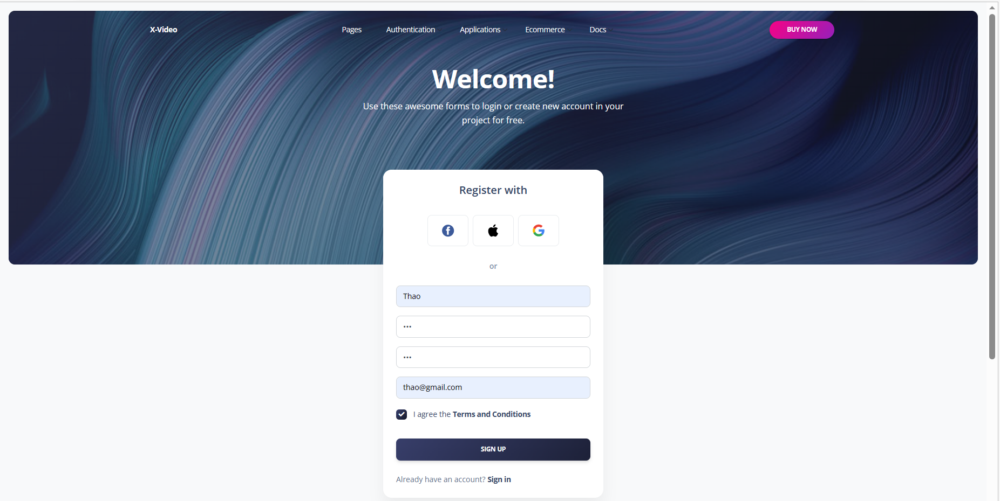 X-Video
Pages
Authentication
Applications
Ecommerce
Docs
BUY NOW
Welcome!
Use these awesome forms to login or create new account in your
project for free.
Register with
or
Thao
•••
•••
thao@gmail.com
I agree the Terms and Conditions
SIGN UP
Already have an account? Sign in